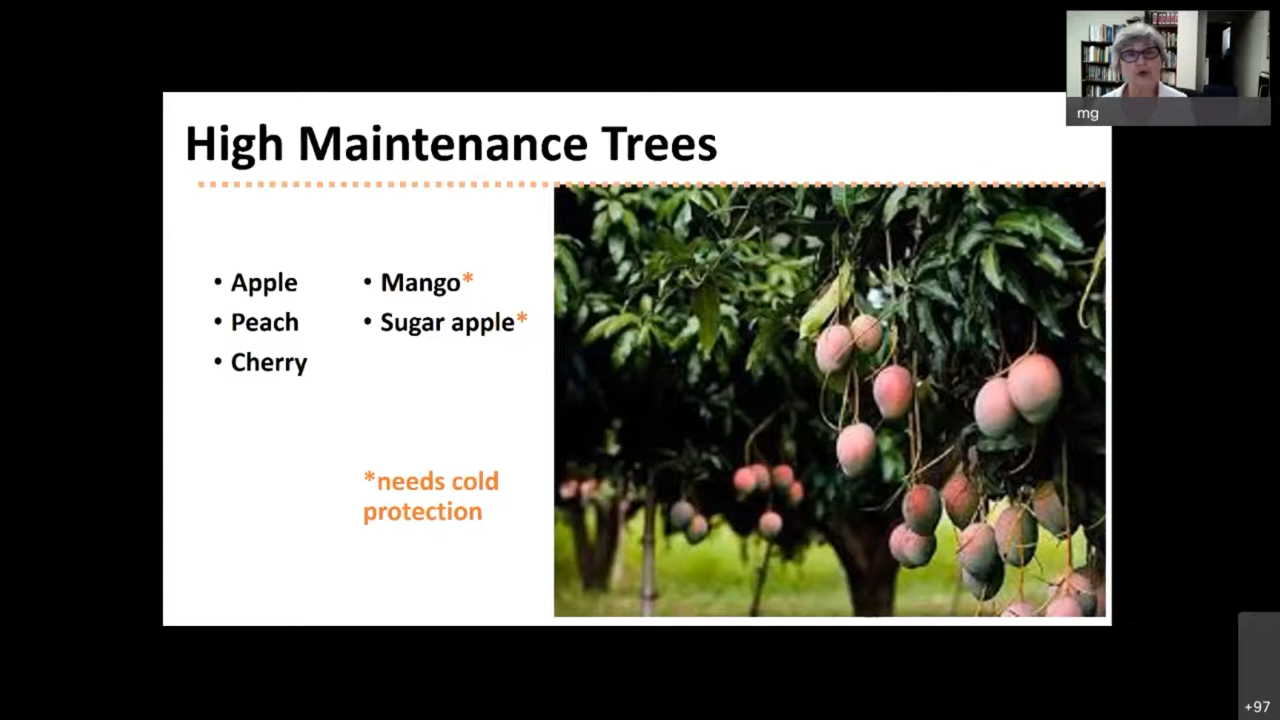 mg
High Maintenance Trees
• Apple
• Peach
• Cherry
• Mango*
• Sugar apple*
*needs cold
protection
+97